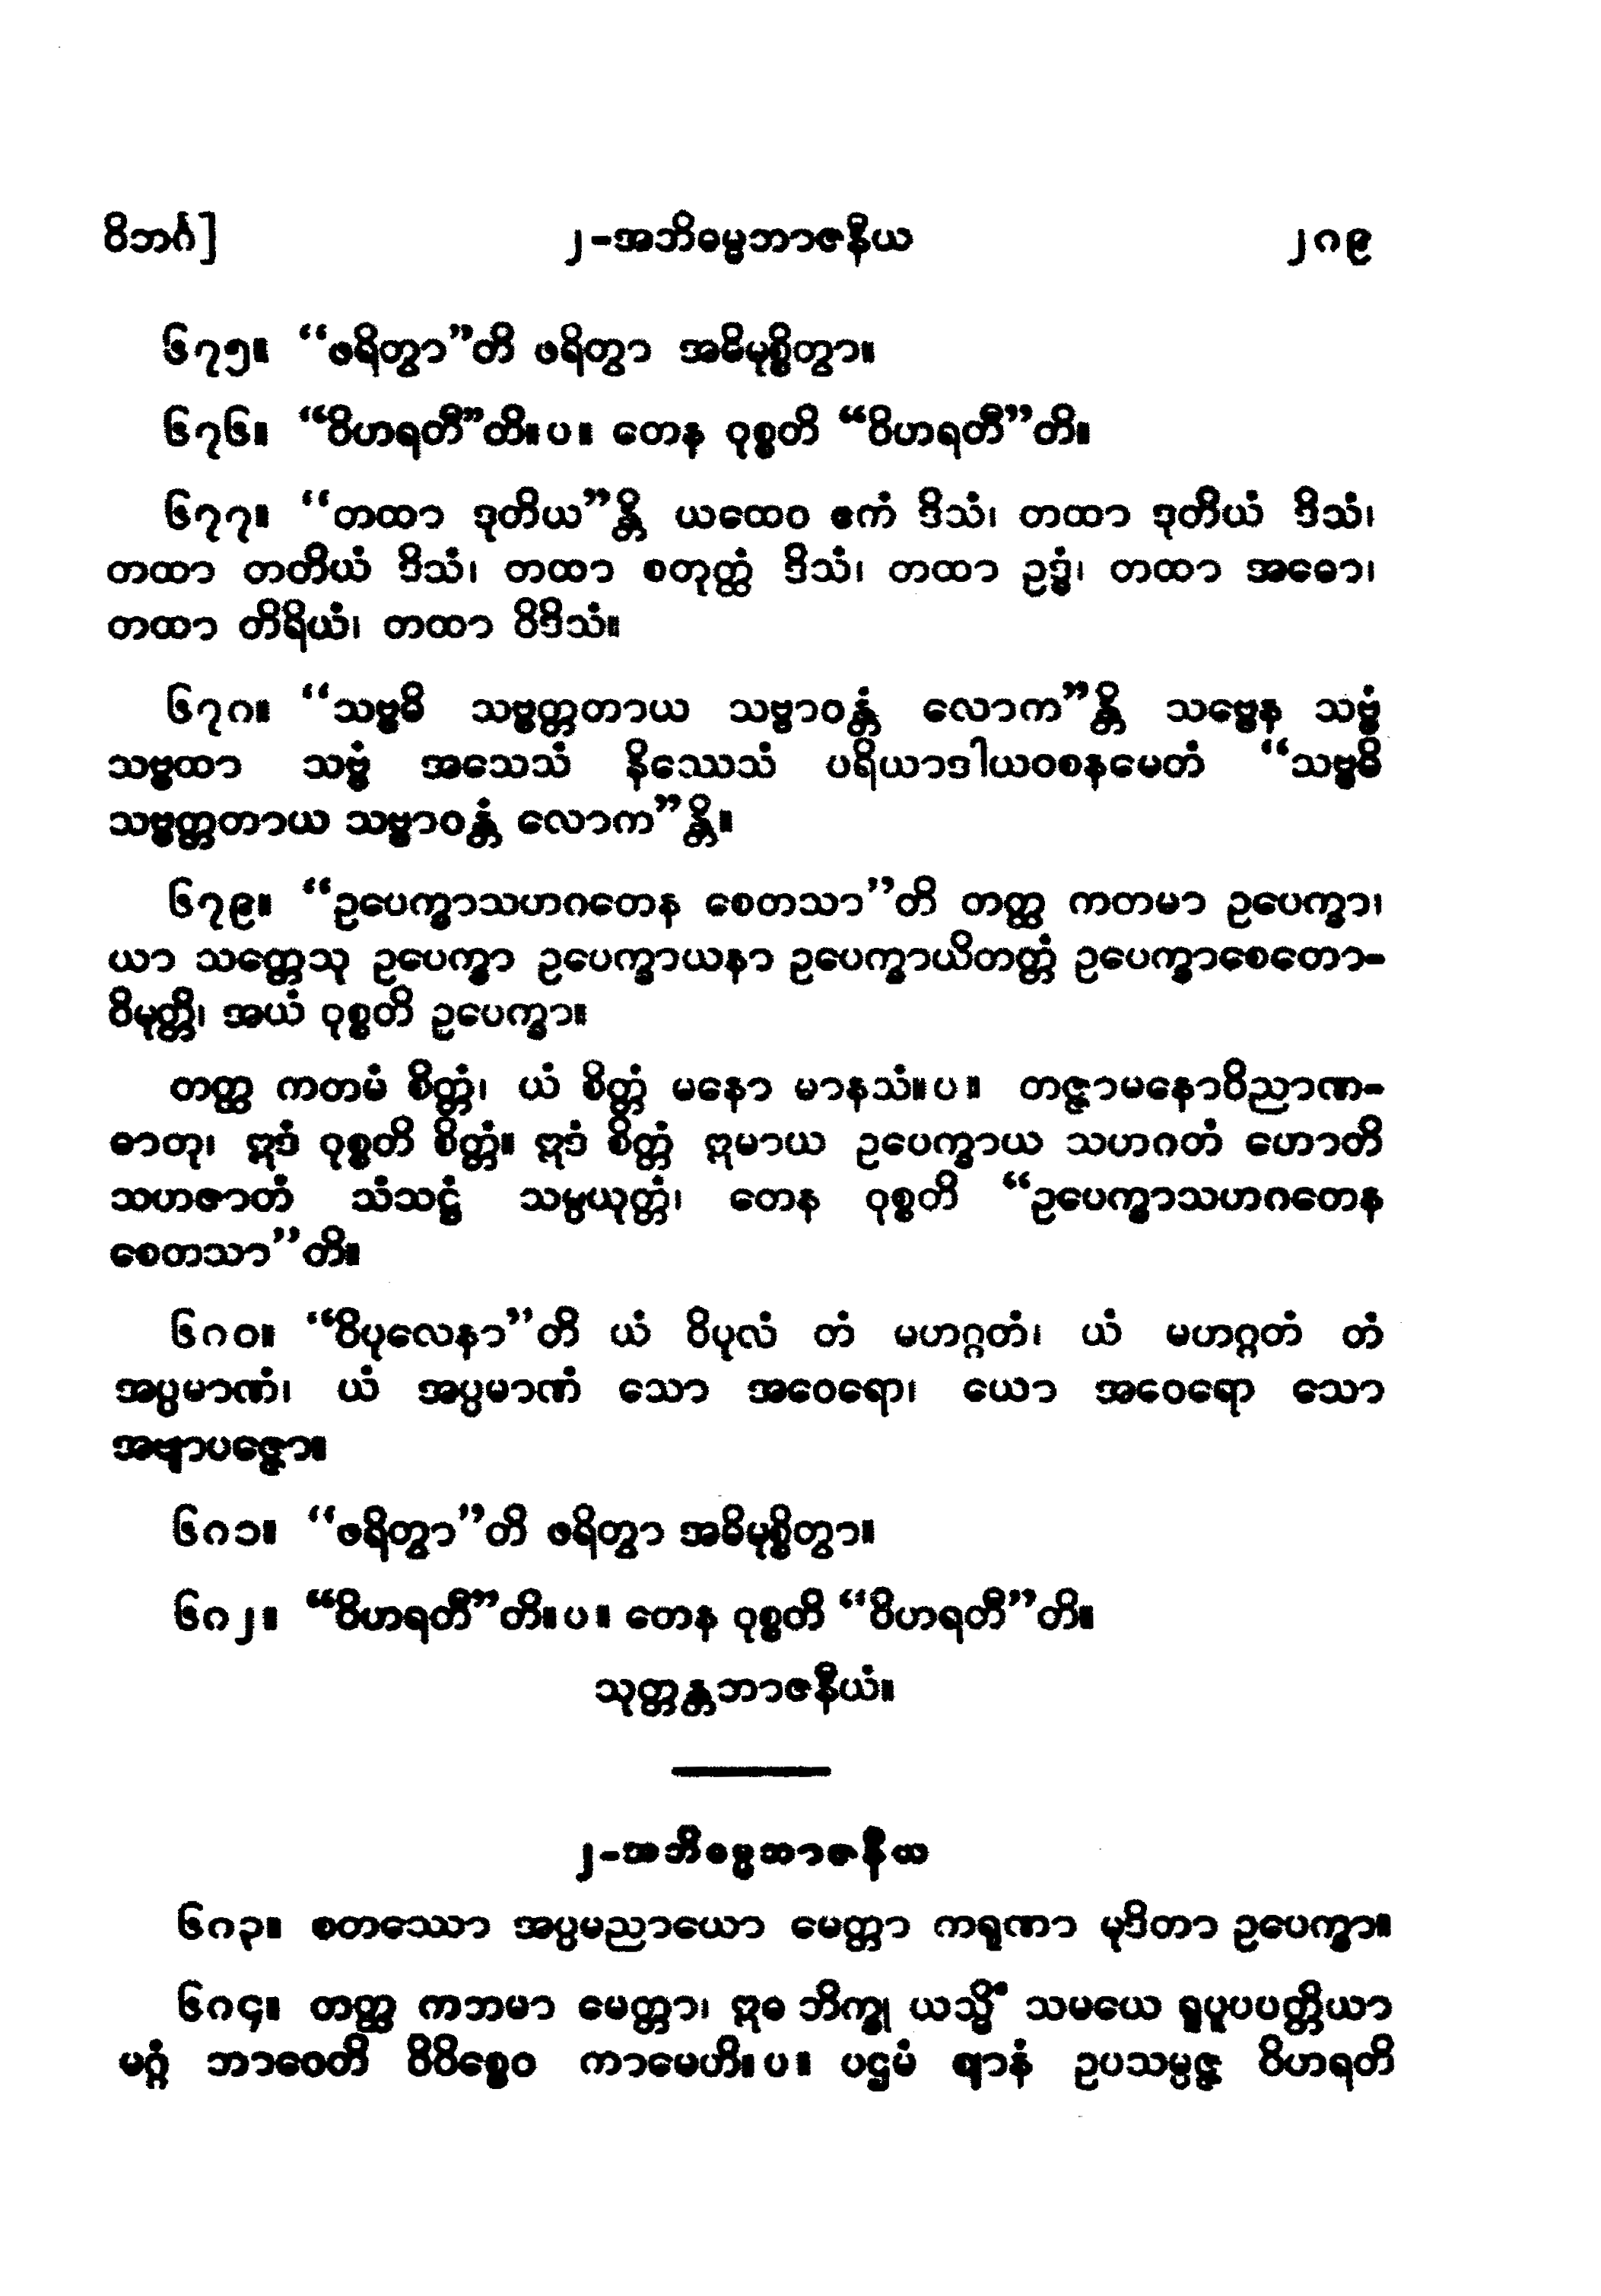 ဝိဘင်္ဂ] ၂-အဘိဓမ္မဘာဇနီယ ၂၈၉
၆၇၅။ “ဖရိတွာ”တိ ဖရိတွာ အဓိမုစ္စိတွာ။
၆၇၆။ “ဝိဟရတီ”တိ။ပ။ တေန ဝုစ္စတိ “ဝိဟရတီ”တိ။
၆၇၇။ “တထာ ဒုတိယ”န္တိ ယထေဝ ဧကံ ဒိသံ၊ တထာ ဒုတိယံ ဒိသံ၊
တထာ တတိယံ ဒိသံ၊ တထာ စတုတ္ထံ ဒိသံ၊ တထာ ဥဒ္ဓံ၊ တထာ အဓော၊
တထာ တိရိယံ၊ တထာ ဝိဒိသံ။
၆၇၈။ “သဗ္ဗဓိ သဗ္ဗတ္တတာယ သဗ္ဗာဝန္တံ လောက”န္တိ သဗ္ဗေန သဗ္ဗံ
သဗ္ဗထာ သဗ္ဗံ အသေသံ နိဿေသံ ပရိယာဒါယဝစနမေတံ “သဗ္ဗဓိ
သဗ္ဗတ္တတာယ သဗ္ဗာဝန္တံ လောက”န္တိ။
၆၇၉။ “ဥပေက္ခာသဟဂတေန စေတသာ”တိ တတ္ထ ကတမာ ဥပေက္ခာ၊
ယာ သတ္တေသု ဥပေက္ခာ ဥပေက္ခာယနာ ဥပေက္ခာယိတတ္တံ ဥပေက္ခာစေတော-
ဝိမုတ္တိ၊ အယံ ဝုစ္စတိ ဥပေက္ခာ။
တတ္ထ ကတမံ စိတ္တံ၊ ယံ စိတ္တံ မနော မာနသံ။ပ။ တဇ္ဇာမနောဝိညာဏ-
ဓာတု၊ ဣဒံ ဝုစ္စတိ စိတ္တံ။ ဣဒံ စိတ္တံ ဣမာယ ဥပေက္ခာယ သဟဂတံ ဟောတိ
သဟဇာတံ သံသဋ္ဌံ သမ္ပယုတ္တံ၊ တေန ဝုစ္စတိ “ဥပေက္ခာသဟဂတေန
စေတသာ”တိ။
၆၈၀။ “ဝိပုလေနာ”တိ ယံ ဝိပုလံ တံ မဟဂ္ဂတံ၊ ယံ မဟဂ္ဂတံ တံ
အပ္ပမာဏံ၊ ယံ အပ္ပမာဏံ သော အဝေရော၊ ယော အဝေရော သော
အဗျာပဇ္ဇော။
၆၈၁။ “ဖရိတွာ”တိ ဖရိတွာ အဓိမုစ္စိတွာ။
၆၈၂။ “ဝိဟရတီ”တိ။ပ။ တေန ဝုစ္စတိ “ဝိဟရတီ”တိ။
သုတ္တန္တဘာဇနီယံ။
၂-အဘိဓမ္မဘာဇနီယ
၆၈၃။ စတဿော အပ္ပမညာယော မေတ္တာ ကရုဏာ မုဒိတာ ဥပေက္ခာ။
၆၈၄။ တတ္ထ ကဘမာ မေတ္တာ၊ ဣဓ ဘိက္ခု ယသ္မိံ သမယေ ရူပူပပတ္တိယာ
မဂ္ဂံ ဘာဝေတိ ဝိဝိစ္စေဝ ကာမေဟိ။ပ။ ပဌမံ ဈာနံ ဥပသမ္ပဇ္ဇ ဝိဟရတိ